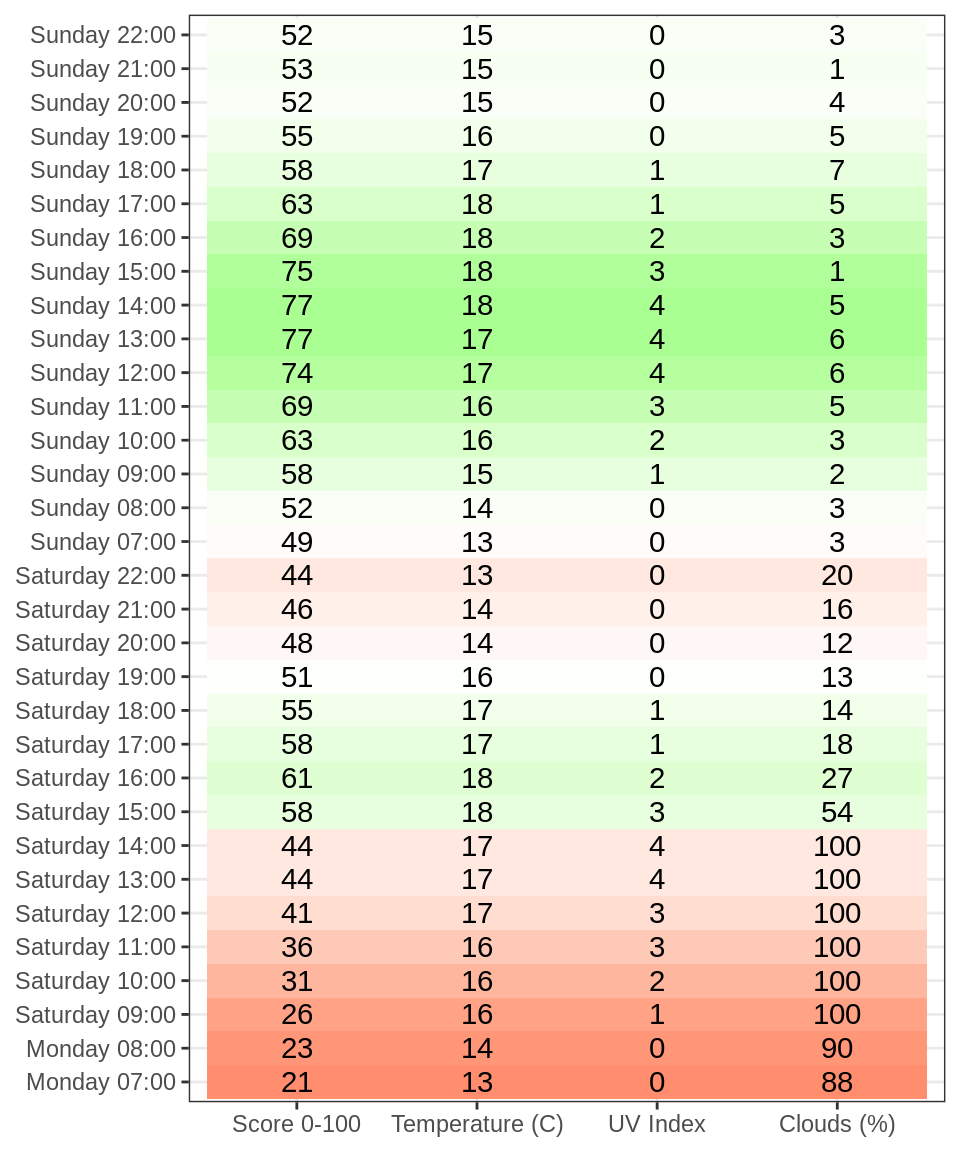 Sunday 22:00 52 15 0 3
Sunday 21:00 53 15 0 1
Sunday 20:00 52 15 0 4
Sunday 19:00 55 16 0 5
Sunday 18:00 58 17 1 7
Sunday 17:00 63 18 1 5
Sunday 16:00 69 18 2 3
Sunday 15:00 75 18 3 1
Sunday 14:00 77 18 4 5
Sunday 13:00 77 17 4 6
Sunday 12:00 74 17 4 6
Sunday 11:00 69 16 3 5
Sunday 10:00 63 16 2 3
Sunday 09:00 58 15 1 2
Sunday 08:00 52 14 0 3
Sunday 07:00 49 13 0 3
Saturday 22:00 44 13 0 20
Saturday 21:00 46 14 0 16
Saturday 20:00 48 14 0 12
Saturday 19:00 51 16 0 13
Saturday 18:00 55 17 1 14
Saturday 17:00 58 17 1 18
Saturday 16:00 61 18 2 27
Saturday 15:00 58 18 3 54
Saturday 14:00 44 17 4 100
Saturday 13:00 44 17 4 100
Saturday 12:00 41 17 3 100
Saturday 11:00 36 16 3 100
Saturday 10:00 31 16 2 100
Saturday 09:00 26 16 1 100
Monday 08:00 23 14 0 90
Monday 07:00 21 13 0 88
Score 0-100 Temperature (C) UV Index Clouds (%)